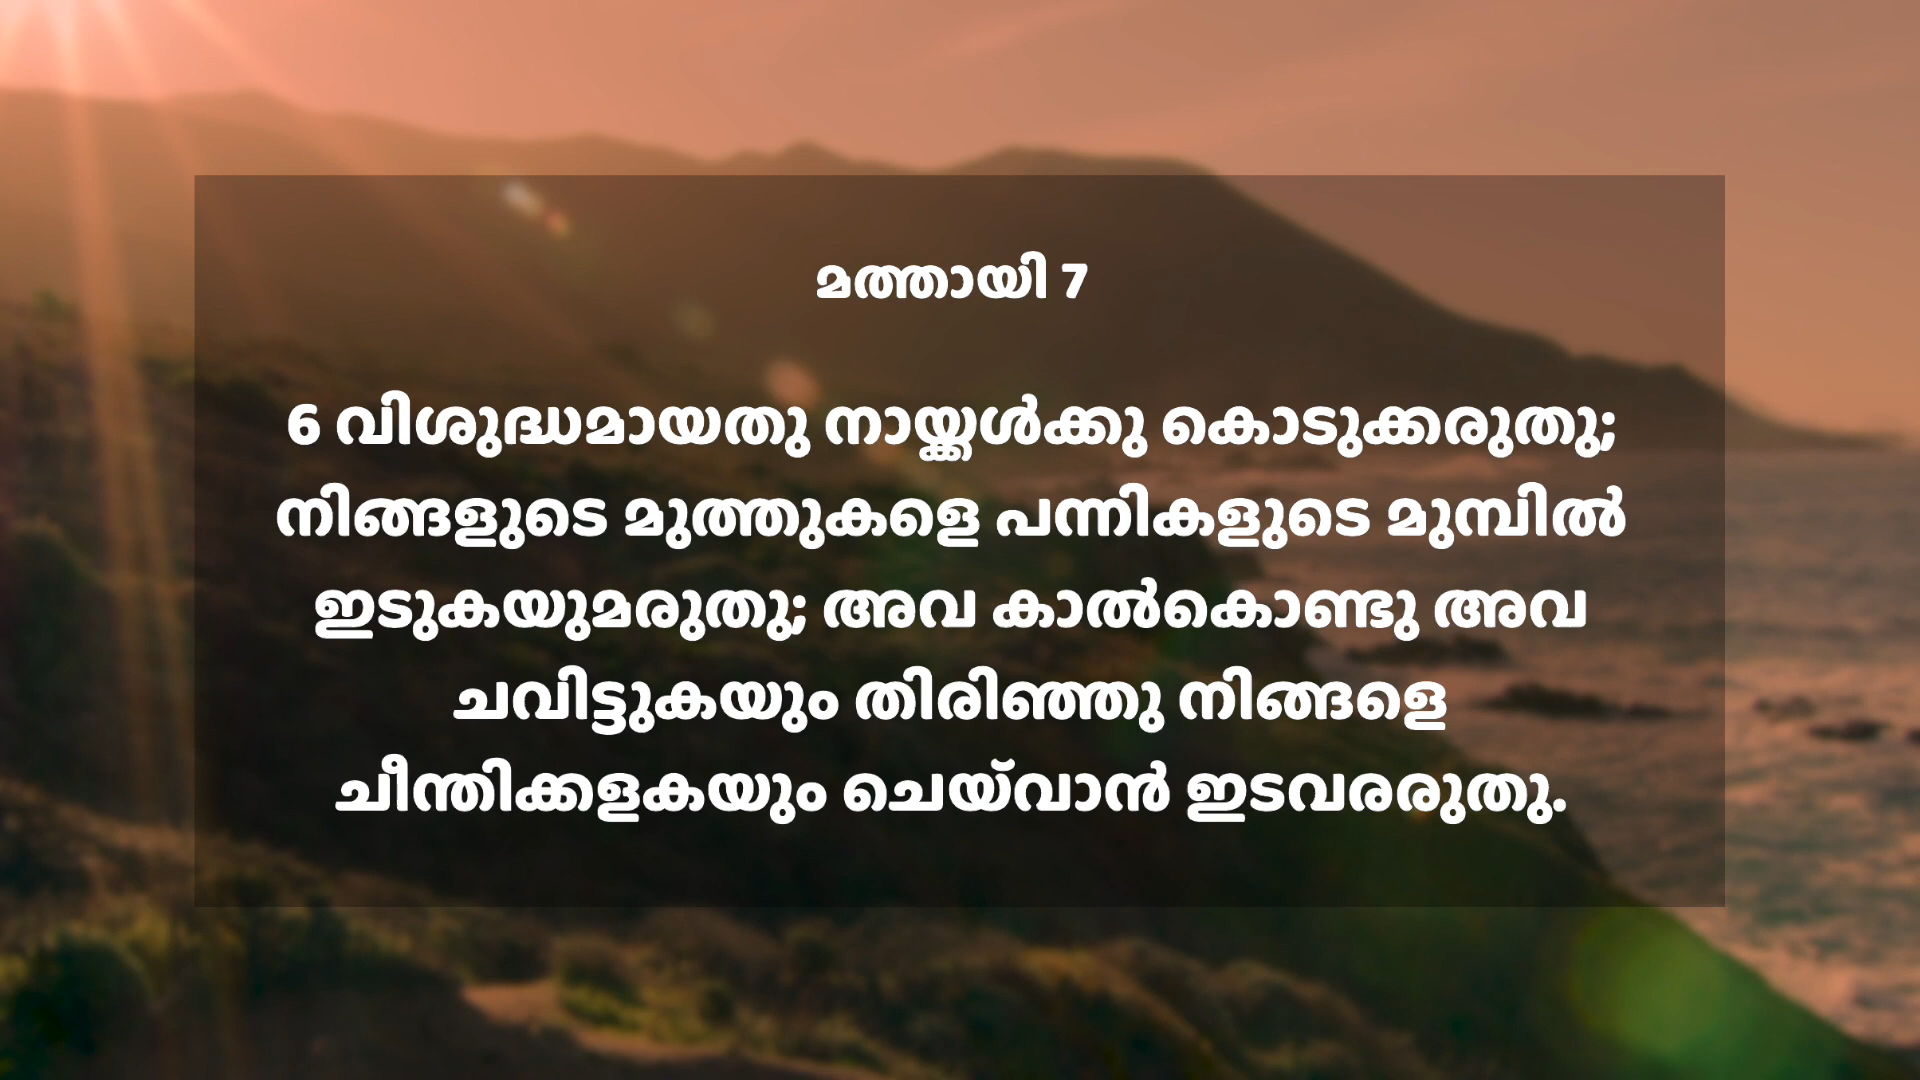 മത്തായി 7
6 വിശുദ്ധമായതു നായ്ക്കൾക്കു കൊടുക്കരുതു;
നിങ്ങളുടെ മുത്തുകളെ പന്നികളുടെ മുമ്പിൽ
ഇടുകയുമരുതു; അവ കാൽകൊണ്ടു അവ
ചവിട്ടുകയും തിരിഞ്ഞു നിങ്ങളെ
ചീന്തിക്കളകയും ചെയ്‌വാൻ ഇടവരരുതു.